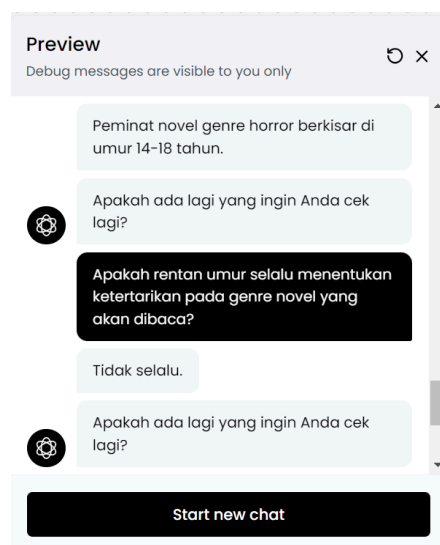 Preview
Debug messages are visible to you only
Peminat novel genre horror berkisar di
umur 14-18 tahun.
Apakah ada lagi yang ingin Anda cek
lagi?
Apakah rentan umur selalu menentukan
ketertarikan pada genre novel yang
akan dibaca?
Tidak selalu.
Apakah ada lagi yang ingin Anda cek
lagi?
Start new chat